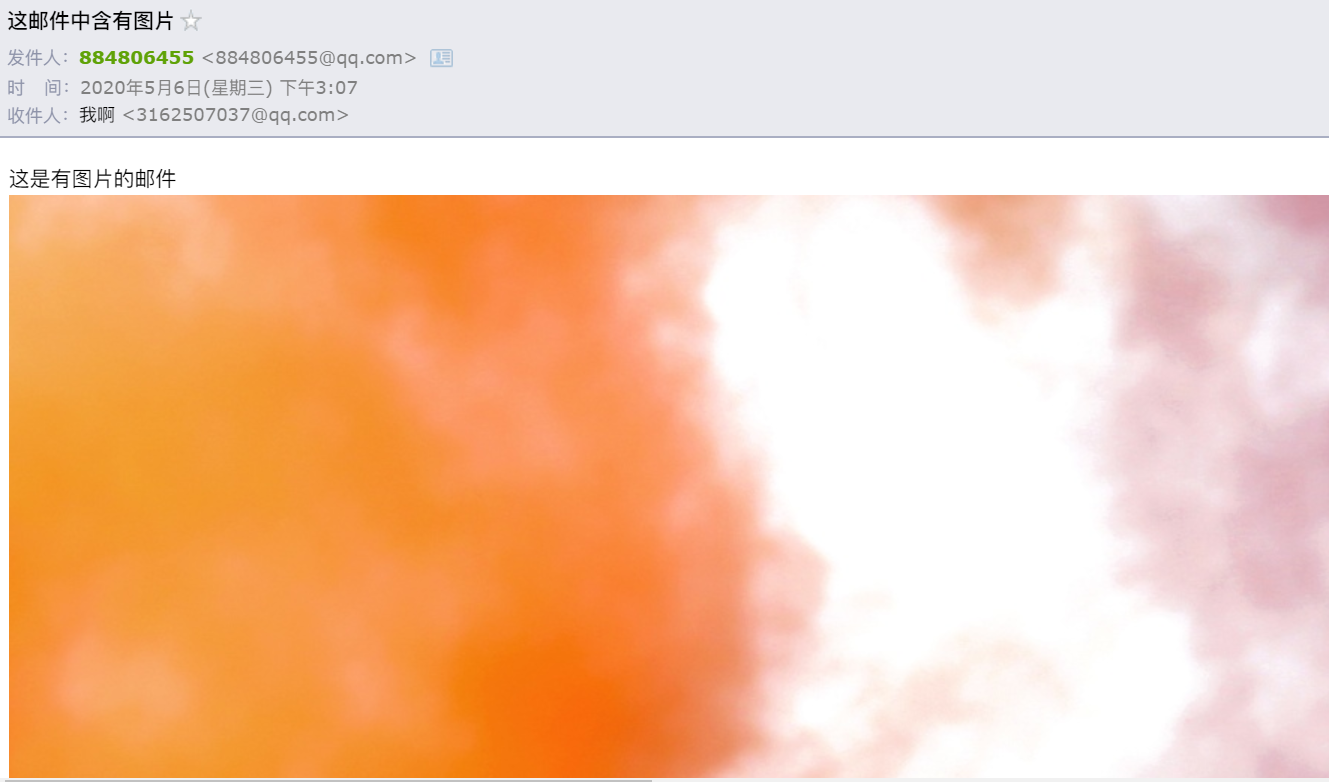 这邮件中含有图片
发件人：884806455 <884806455@qq.com>
时　间：2020年5月6日(星期三) 下午3:07
收件人：我啊 <3162507037@qq.com>
这是有图片的邮件